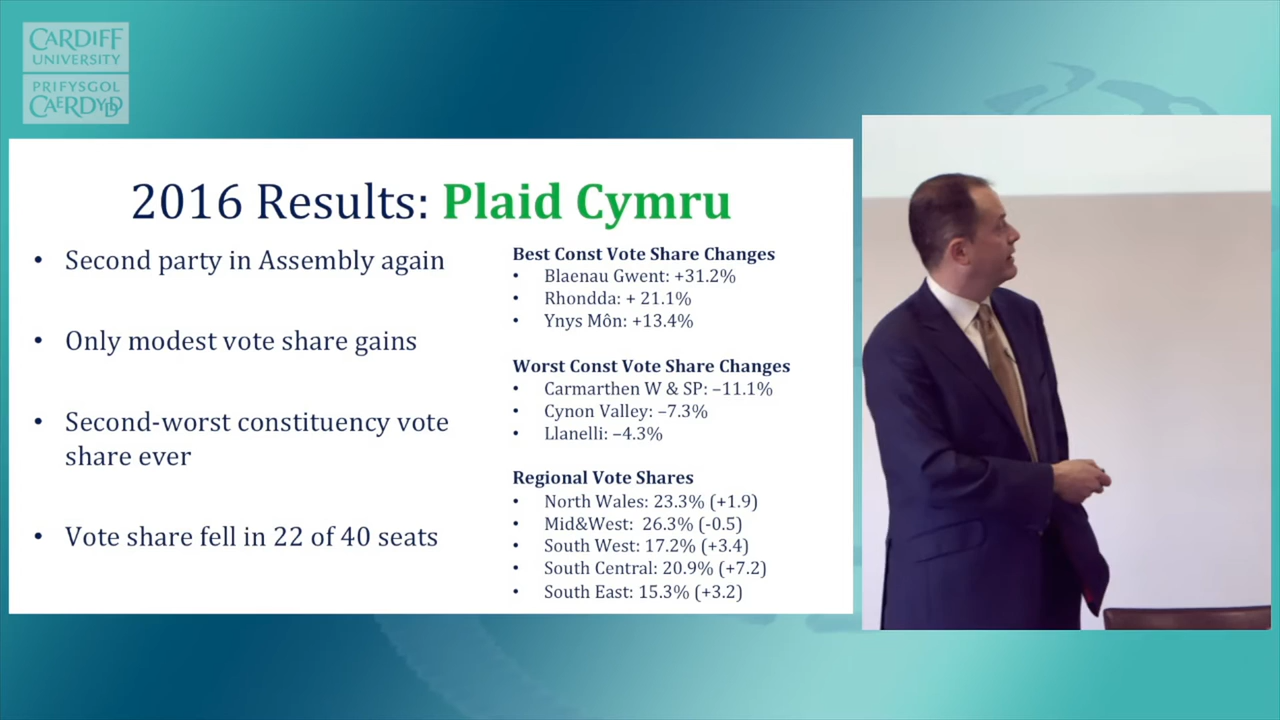 CARDIFF
UNIVERSITY
PRIFYSGOL
CAERDYDD
2016 Results: Plaid Cymru
• Second party in Assembly again
• Only modest vote share gains
• Second-worst constituency vote
share ever
• Vote share fell in 22 of 40 seats
Best Const Vote Share Changes
• Blaenau Gwent: +31.2%
• Rhondda: + 21.1%
• Ynys Môn: +13.4%
Worst Const Vote Share Changes
• Carmarthen W & SP: –11.1%
• Cynon Valley: –7.3%
• Llanelli: –4.3%
Regional Vote Shares
• North Wales: 23.3% (+1.9)
• Mid&West: 26.3% (-0.5)
• South West: 17.2% (+3.4)
• South Central: 20.9% (+7.2)
• South East: 15.3% (+3.2)